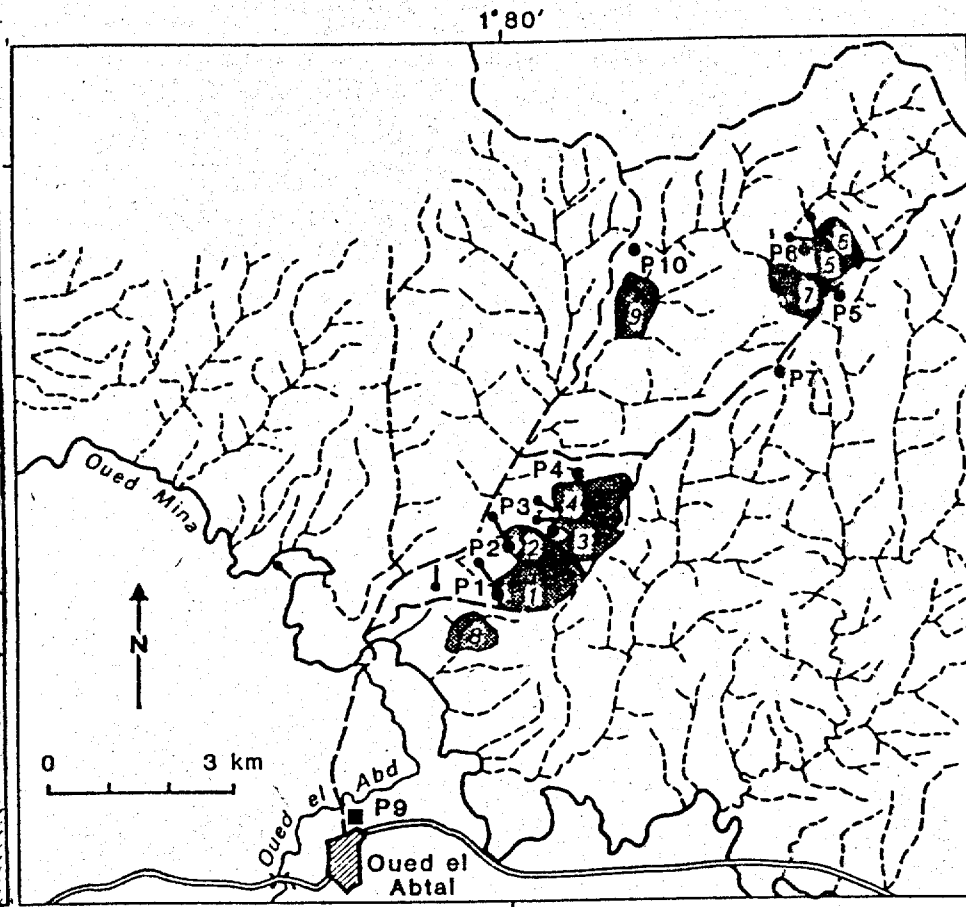 1°80'
P10
P6
6
5
7
P5
9
P7
Oued Mina
P4
4
P3
3
P2
2
P1
1
8
N
0 3 km
Oued el Abd
P9
Oued el
Abtal